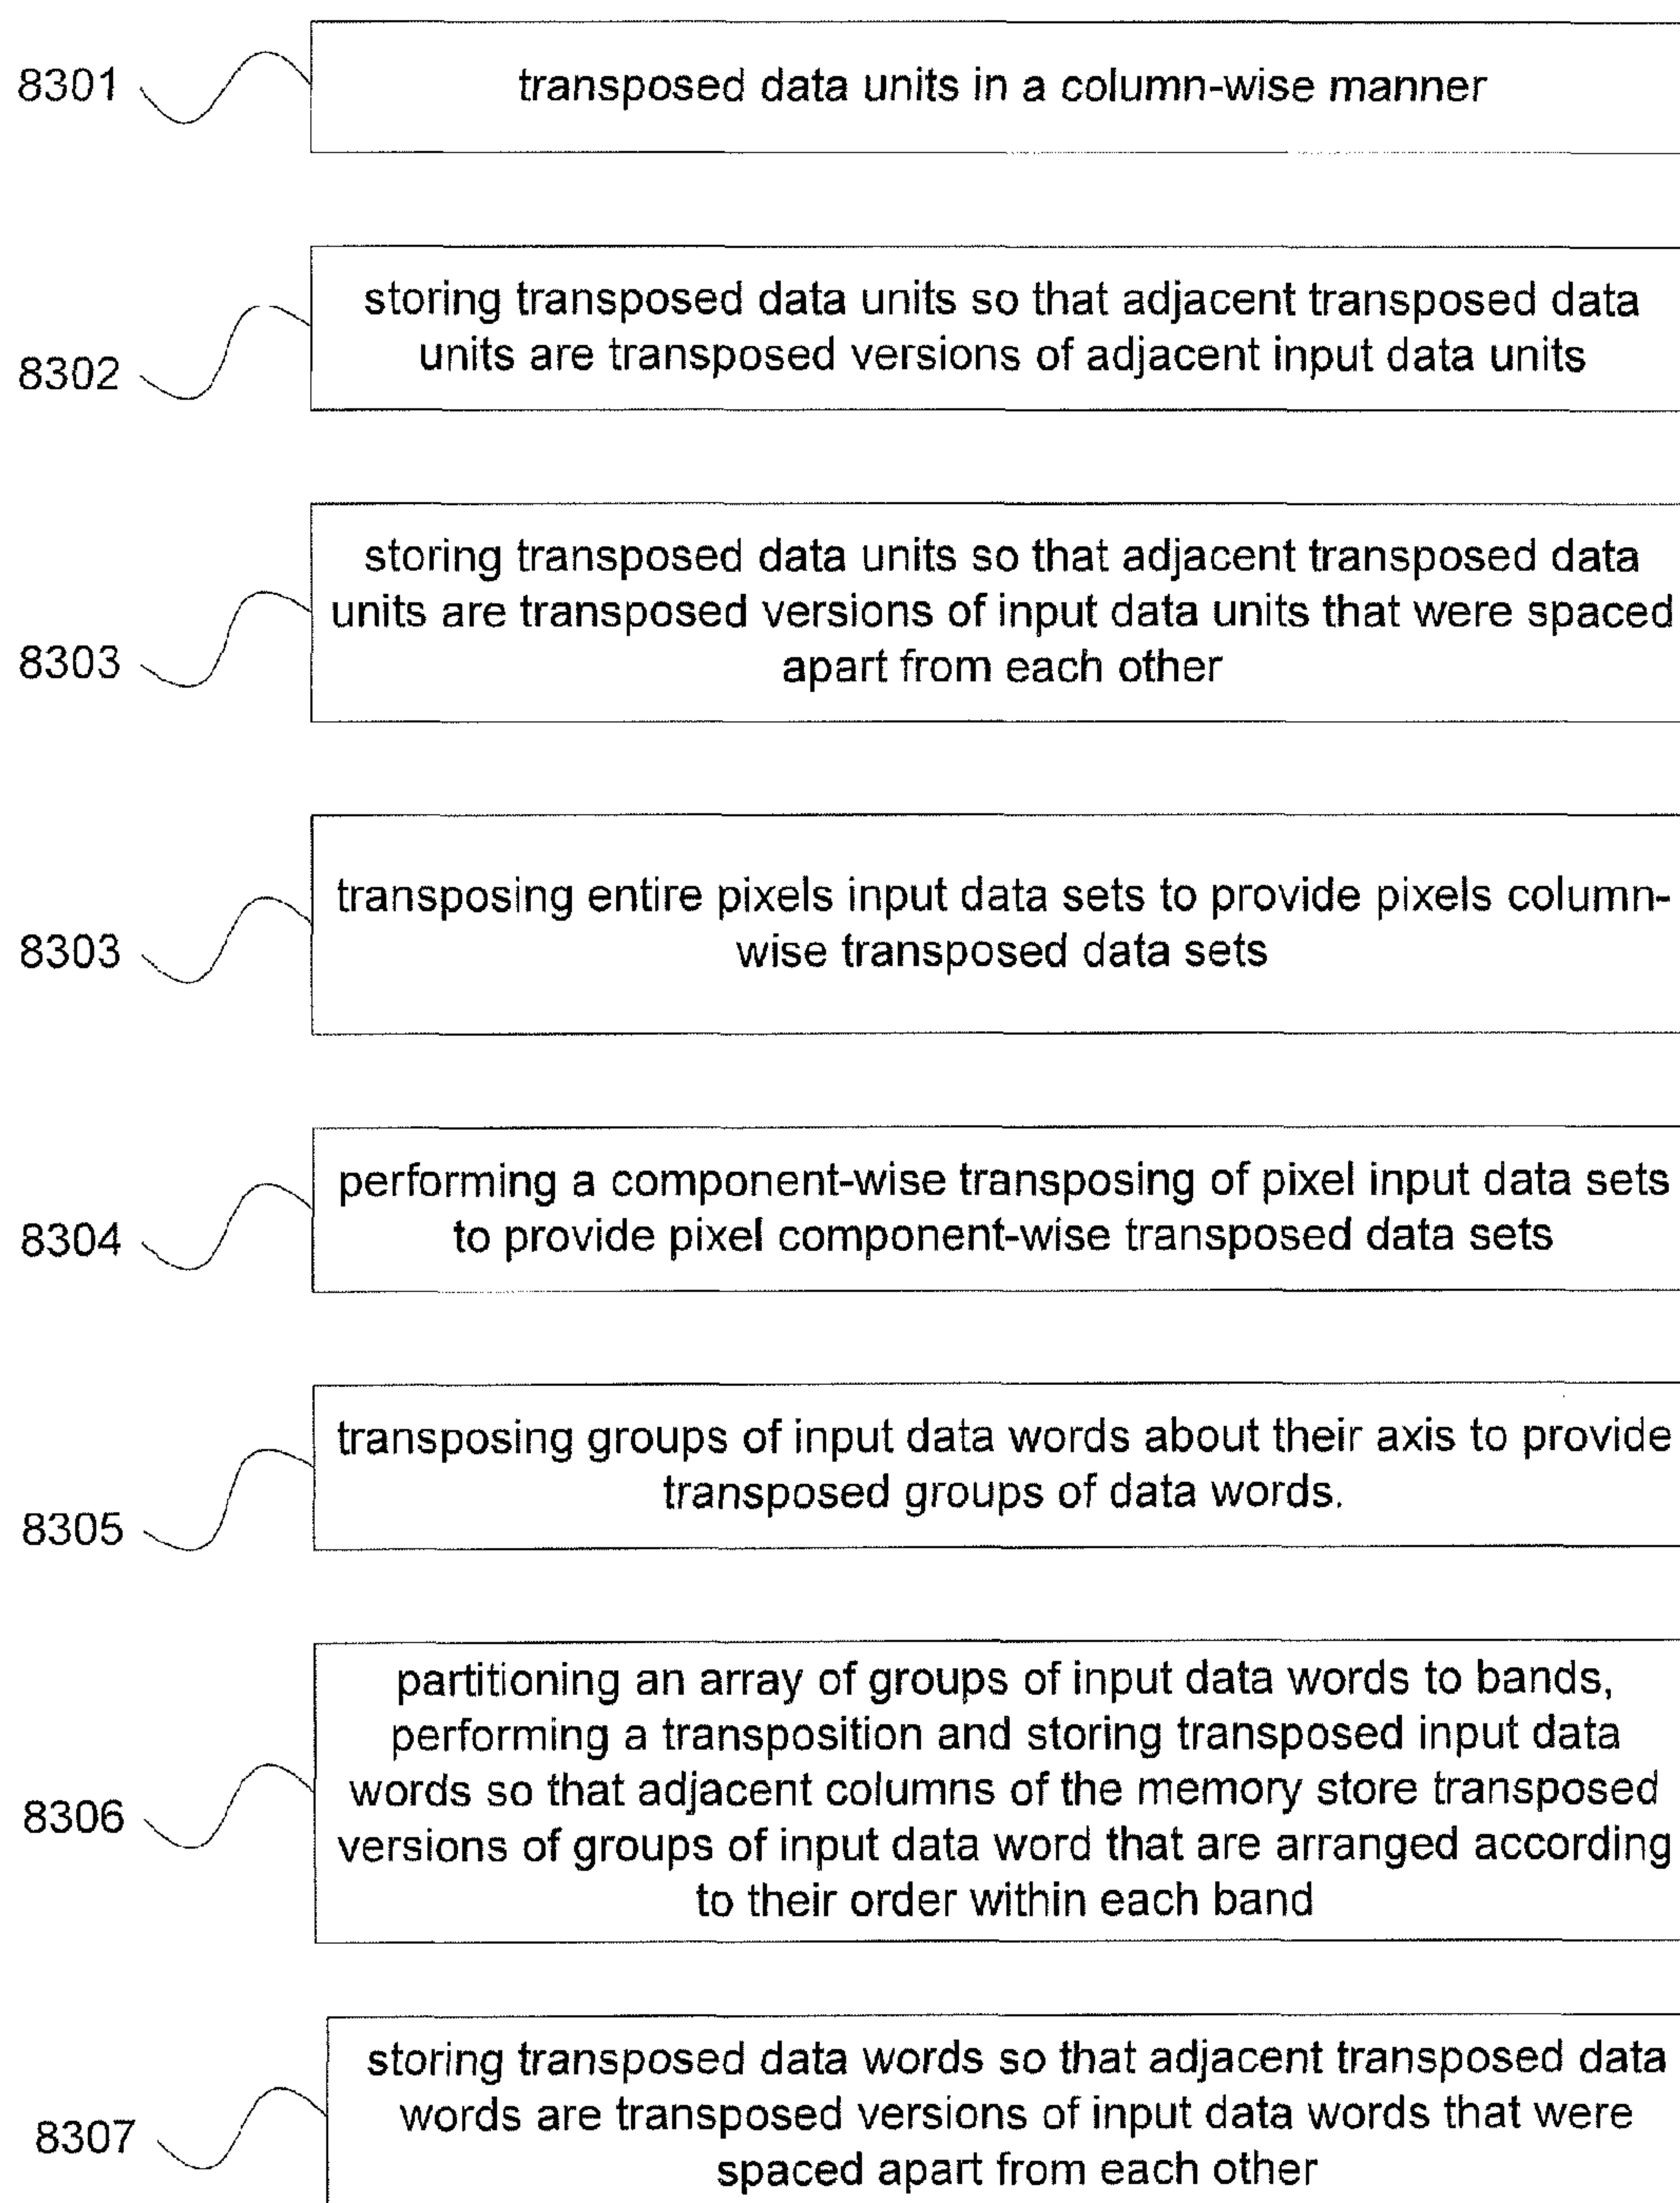 8301
transposed data units in a column-wise manner
8302
storing transposed data units so that adjacent transposed data
units are transposed versions of adjacent input data units
8303
storing transposed data units so that adjacent transposed data
units are transposed versions of input data units that were spaced
apart from each other
8303
transposing entire pixels input data sets to provide pixels column-
wise transposed data sets
8304
performing a component-wise transposing of pixel input data sets
to provide pixel component-wise transposed data sets
8305
transposing groups of input data words about their axis to provide
transposed groups of data words.
8306
partitioning an array of groups of input data words to bands,
performing a transposition and storing transposed input data
words so that adjacent columns of the memory store transposed
versions of groups of input data word that are arranged according
to their order within each band
8307
storing transposed data words so that adjacent transposed data
words are transposed versions of input data words that were
spaced apart from each other